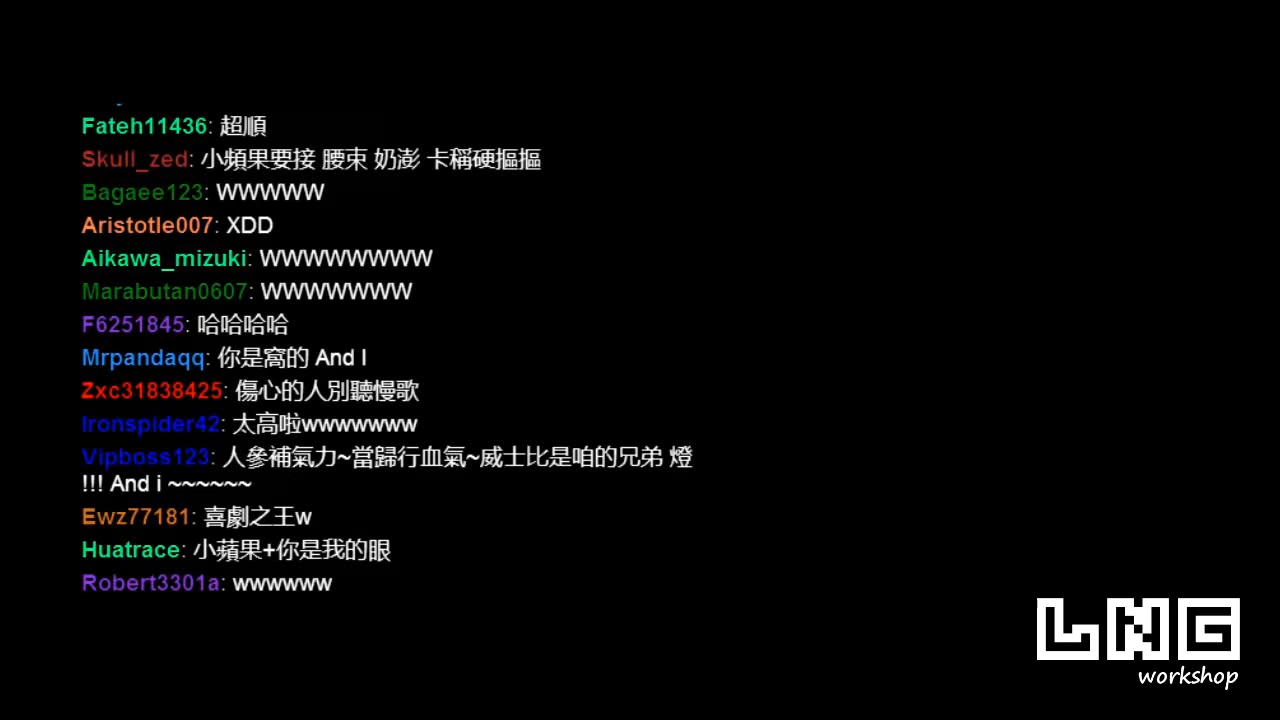 Fateh11436: 超順
Skull_zed: 小頻果要接 腰束 奶澎 卡稱硬摳摳
Bagaee123: WWWWW
Aristotle007: XDD
Aikawa_mizuki: WWWWWWWW
Marabutan0607: WWWWWWW
F6251845: 哈哈哈哈
Mrpandaqq: 你是窩的 And I
Zxc31838425: 傷心的人別聽慢歌
Ironspider42: 太高啦wwwwwww
Vipboss123: 人參補氣力~當歸行血氣~威士比是咱的兄弟 燈
!!! And i ~~~~~~
Ewz77181: 喜劇之王w
Huatrace: 小蘋果+你是我的眼
Robert3301a: wwwwww
LNG
workshop